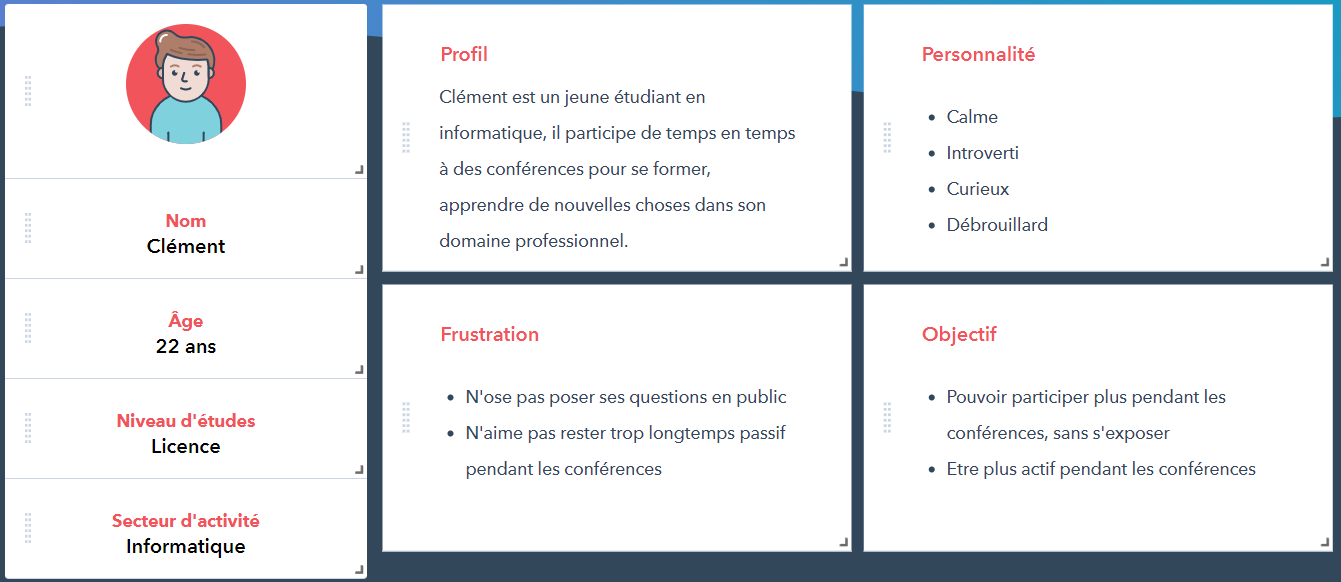 Nom
Clément
Âge
22 ans
Niveau d'études
Licence
Secteur d'activité
Informatique
Profil
Clément est un jeune étudiant en
informatique, il participe de temps en temps
à des conférences pour se former,
apprendre de nouvelles choses dans son
domaine professionnel.
Personnalité
• Calme
• Introverti
• Curieux
• Débrouillard
Frustration
• N'ose pas poser ses questions en public
• N'aime pas rester trop longtemps passif
pendant les conférences
Objectif
• Pouvoir participer plus pendant les
conférences, sans s'exposer
• Etre plus actif pendant les conférences